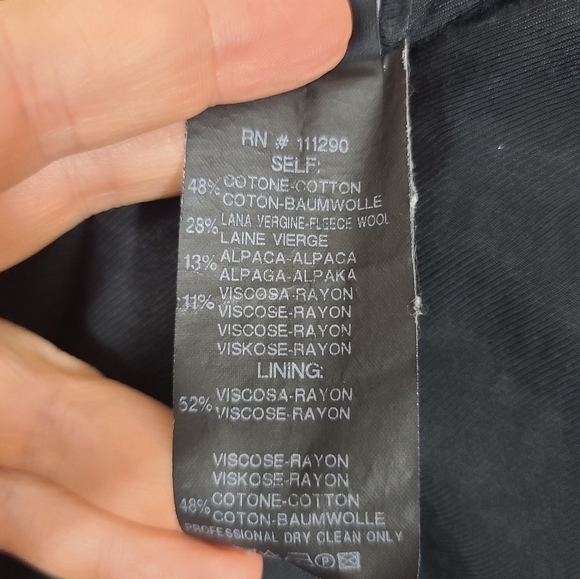 RN # 111290
SELF:
48% COTONE-COTTON
COTON-BAUMWOLLE
28% LANA VERGINE-FLEECE WOOL
LAINE VIERGE
13% ALPACA-ALPACA
ALPAGA-ALPAKA
11% VISCOSA-RAYON
VISCOSE-RAYON
VISCOSE-RAYON
VISKOSE-RAYON
LINING:
52% VISCOSA-RAYON
VISCOSE-RAYON
VISCOSE-RAYON
VISKOSE-RAYON
48% COTONE-COTTON
COTON-BAUMWOLLE
PROFESSIONAL DRY CLEAN ONLY